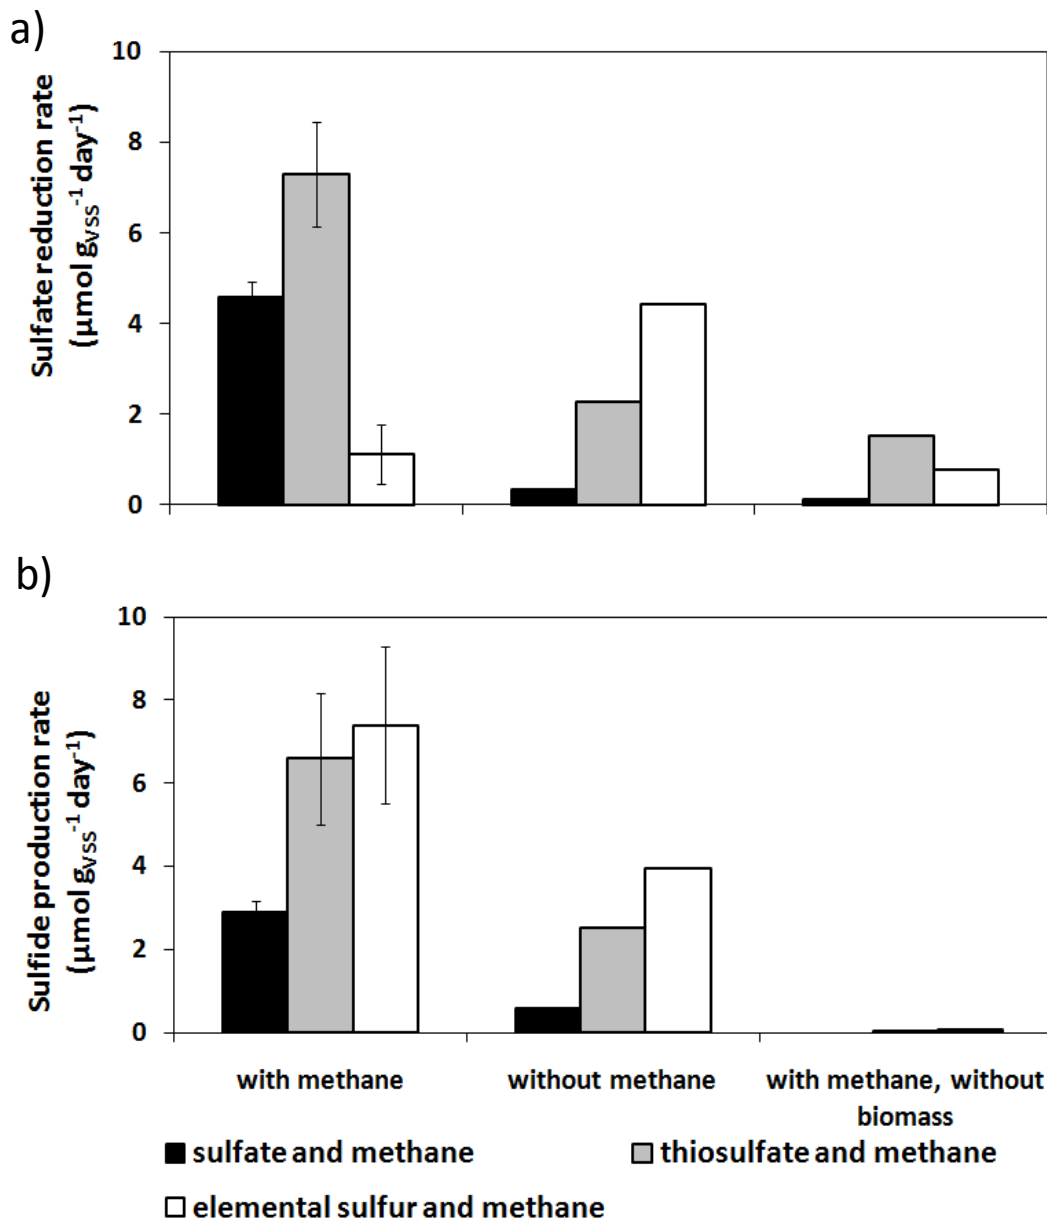 a)
Sulfate reduction rate
(μmol gVSS-1 day-1)
10
8
6
4
2
0
b)
Sulfide production rate
(μmol gVSS-1 day-1)
10
8
6
4
2
0
with methane
without methane
with methane, without
biomass
sulfate and methane
thiosulfate and methane
elemental sulfur and methane